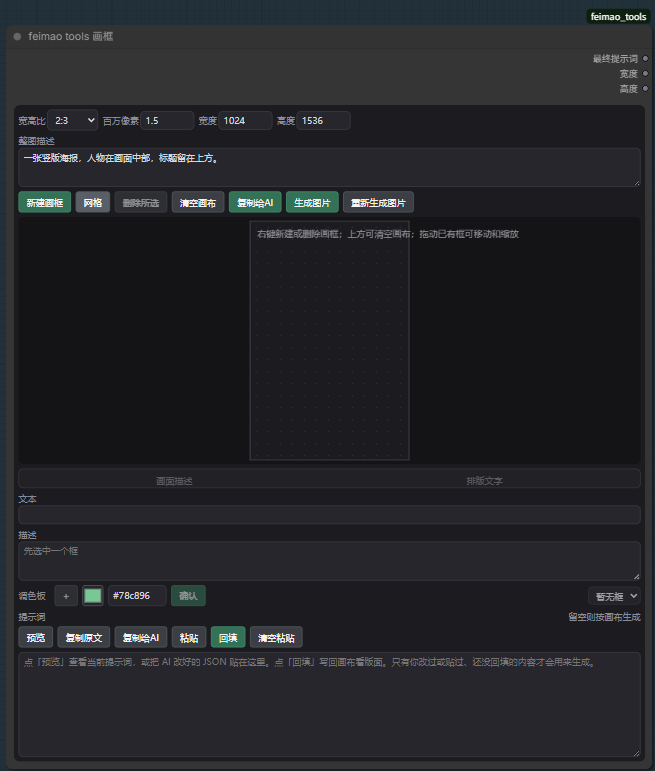 feimao_tools
feimao tools 画框
最终提示词
宽度
高度
宽高比 2:3 百万像素 1.5 宽度 1024 高度 1536
整图描述
一张竖版海报，人物在画面中部，标题留在上方。
新建画框 网格 删除所选 清空画布 复制给AI 生成图片 重新生成图片
右键新建或删除画框；上方可清空画布；拖动已有框可移动和缩放
画面描述 排版文字
文本
描述
先选中一个框
调色板 + #78c896 确认 暂无框
提示词 留空则按画布生成
预览 复制原文 复制给AI 粘贴 回填 清空粘贴
点「预览」查看当前提示词，或把 AI 改好的 JSON 贴在这里。点「回填」写回画布看版面。只有你改过或贴过、还没回填的内容才会用来生成。